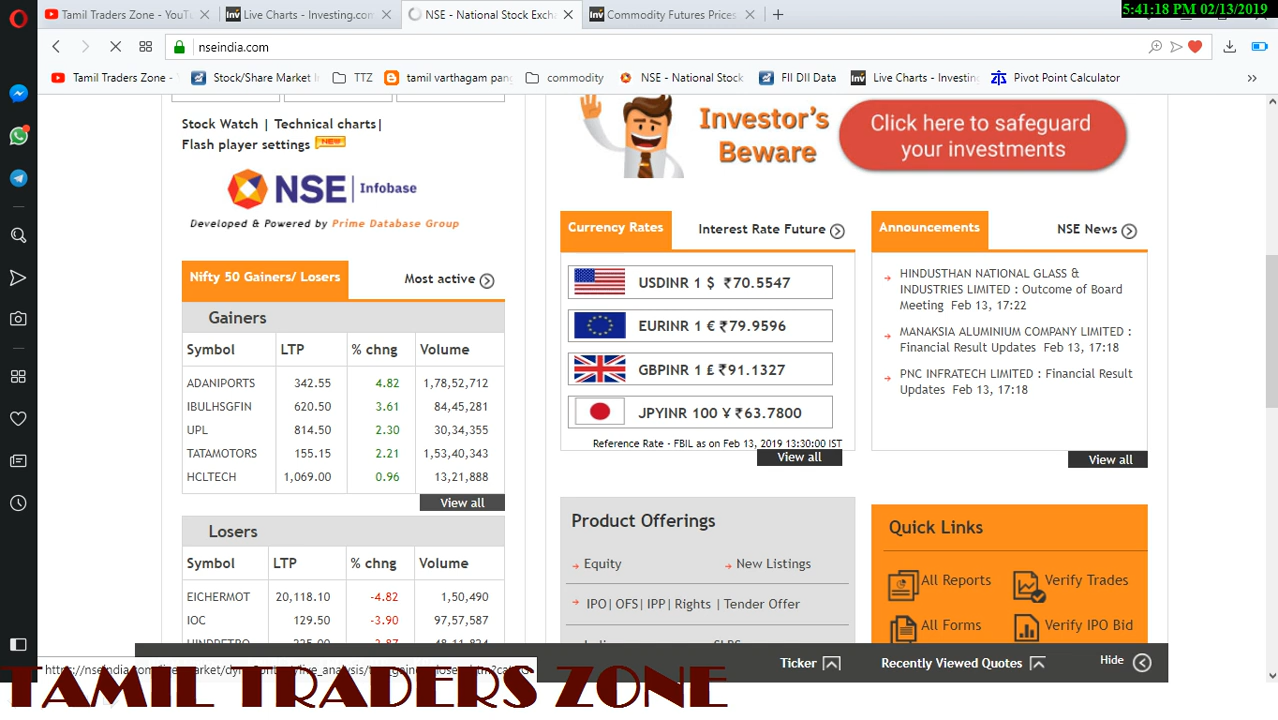 5:41:18 PM 02/13/2019
Tamil Traders Zone - YouTu
Live Charts - Investing.com
NSE - National Stock Excha
Commodity Futures Prices
nseindia.com
Tamil Traders Zone -
Stock/Share Market
TTZ
tamil varthagam pan
commodity
NSE - National Stock
FII DII Data
Live Charts - Investin
Pivot Point Calculator
Stock Watch | Technical charts|
Flash player settings NEW
NSE Infobase
Developed & Powered by Prime Database Group
Nifty 50 Gainers/ Losers
Most active
Gainers
Symbol LTP % chng Volume
ADANIPORTS 342.55 4.82 1,78,52,712
IBULHSGFIN 620.50 3.61 84,45,281
UPL 814.50 2.30 30,34,355
TATAMOTORS 155.15 2.21 1,53,40,343
HCLTECH 1,069.00 0.96 13,21,888
View all
Losers
Symbol LTP % chng Volume
EICHERMOT 20,118.10 -4.82 1,50,490
IOC 129.50 -3.90 97,57,587
Investor's
Beware
Click here to safeguard
your investments
Currency Rates
Interest Rate Future
USDINR 1 $ ₹70.5547
EURINR 1 € ₹79.9596
GBPINR 1 £ ₹91.1327
JPYINR 100 ¥ ₹63.7800
Reference Rate - FBIL as on Feb 13, 2019 13:30:00 IST
View all
Announcements
NSE News
HINDUSTHAN NATIONAL GLASS &
INDUSTRIES LIMITED : Outcome of Board
Meeting Feb 13, 17:22
MANAKSIA ALUMINIUM COMPANY LIMITED :
Financial Result Updates Feb 13, 17:18
PNC INFRATECH LIMITED : Financial Result
Updates Feb 13, 17:18
View all
Product Offerings
Equity
New Listings
IPO| OFS| IPP| Rights | Tender Offer
Quick Links
All Reports
Verify Trades
All Forms
Verify IPO Bid
Ticker
Recently Viewed Quotes
Hide
TAMIL TRADERS ZONE